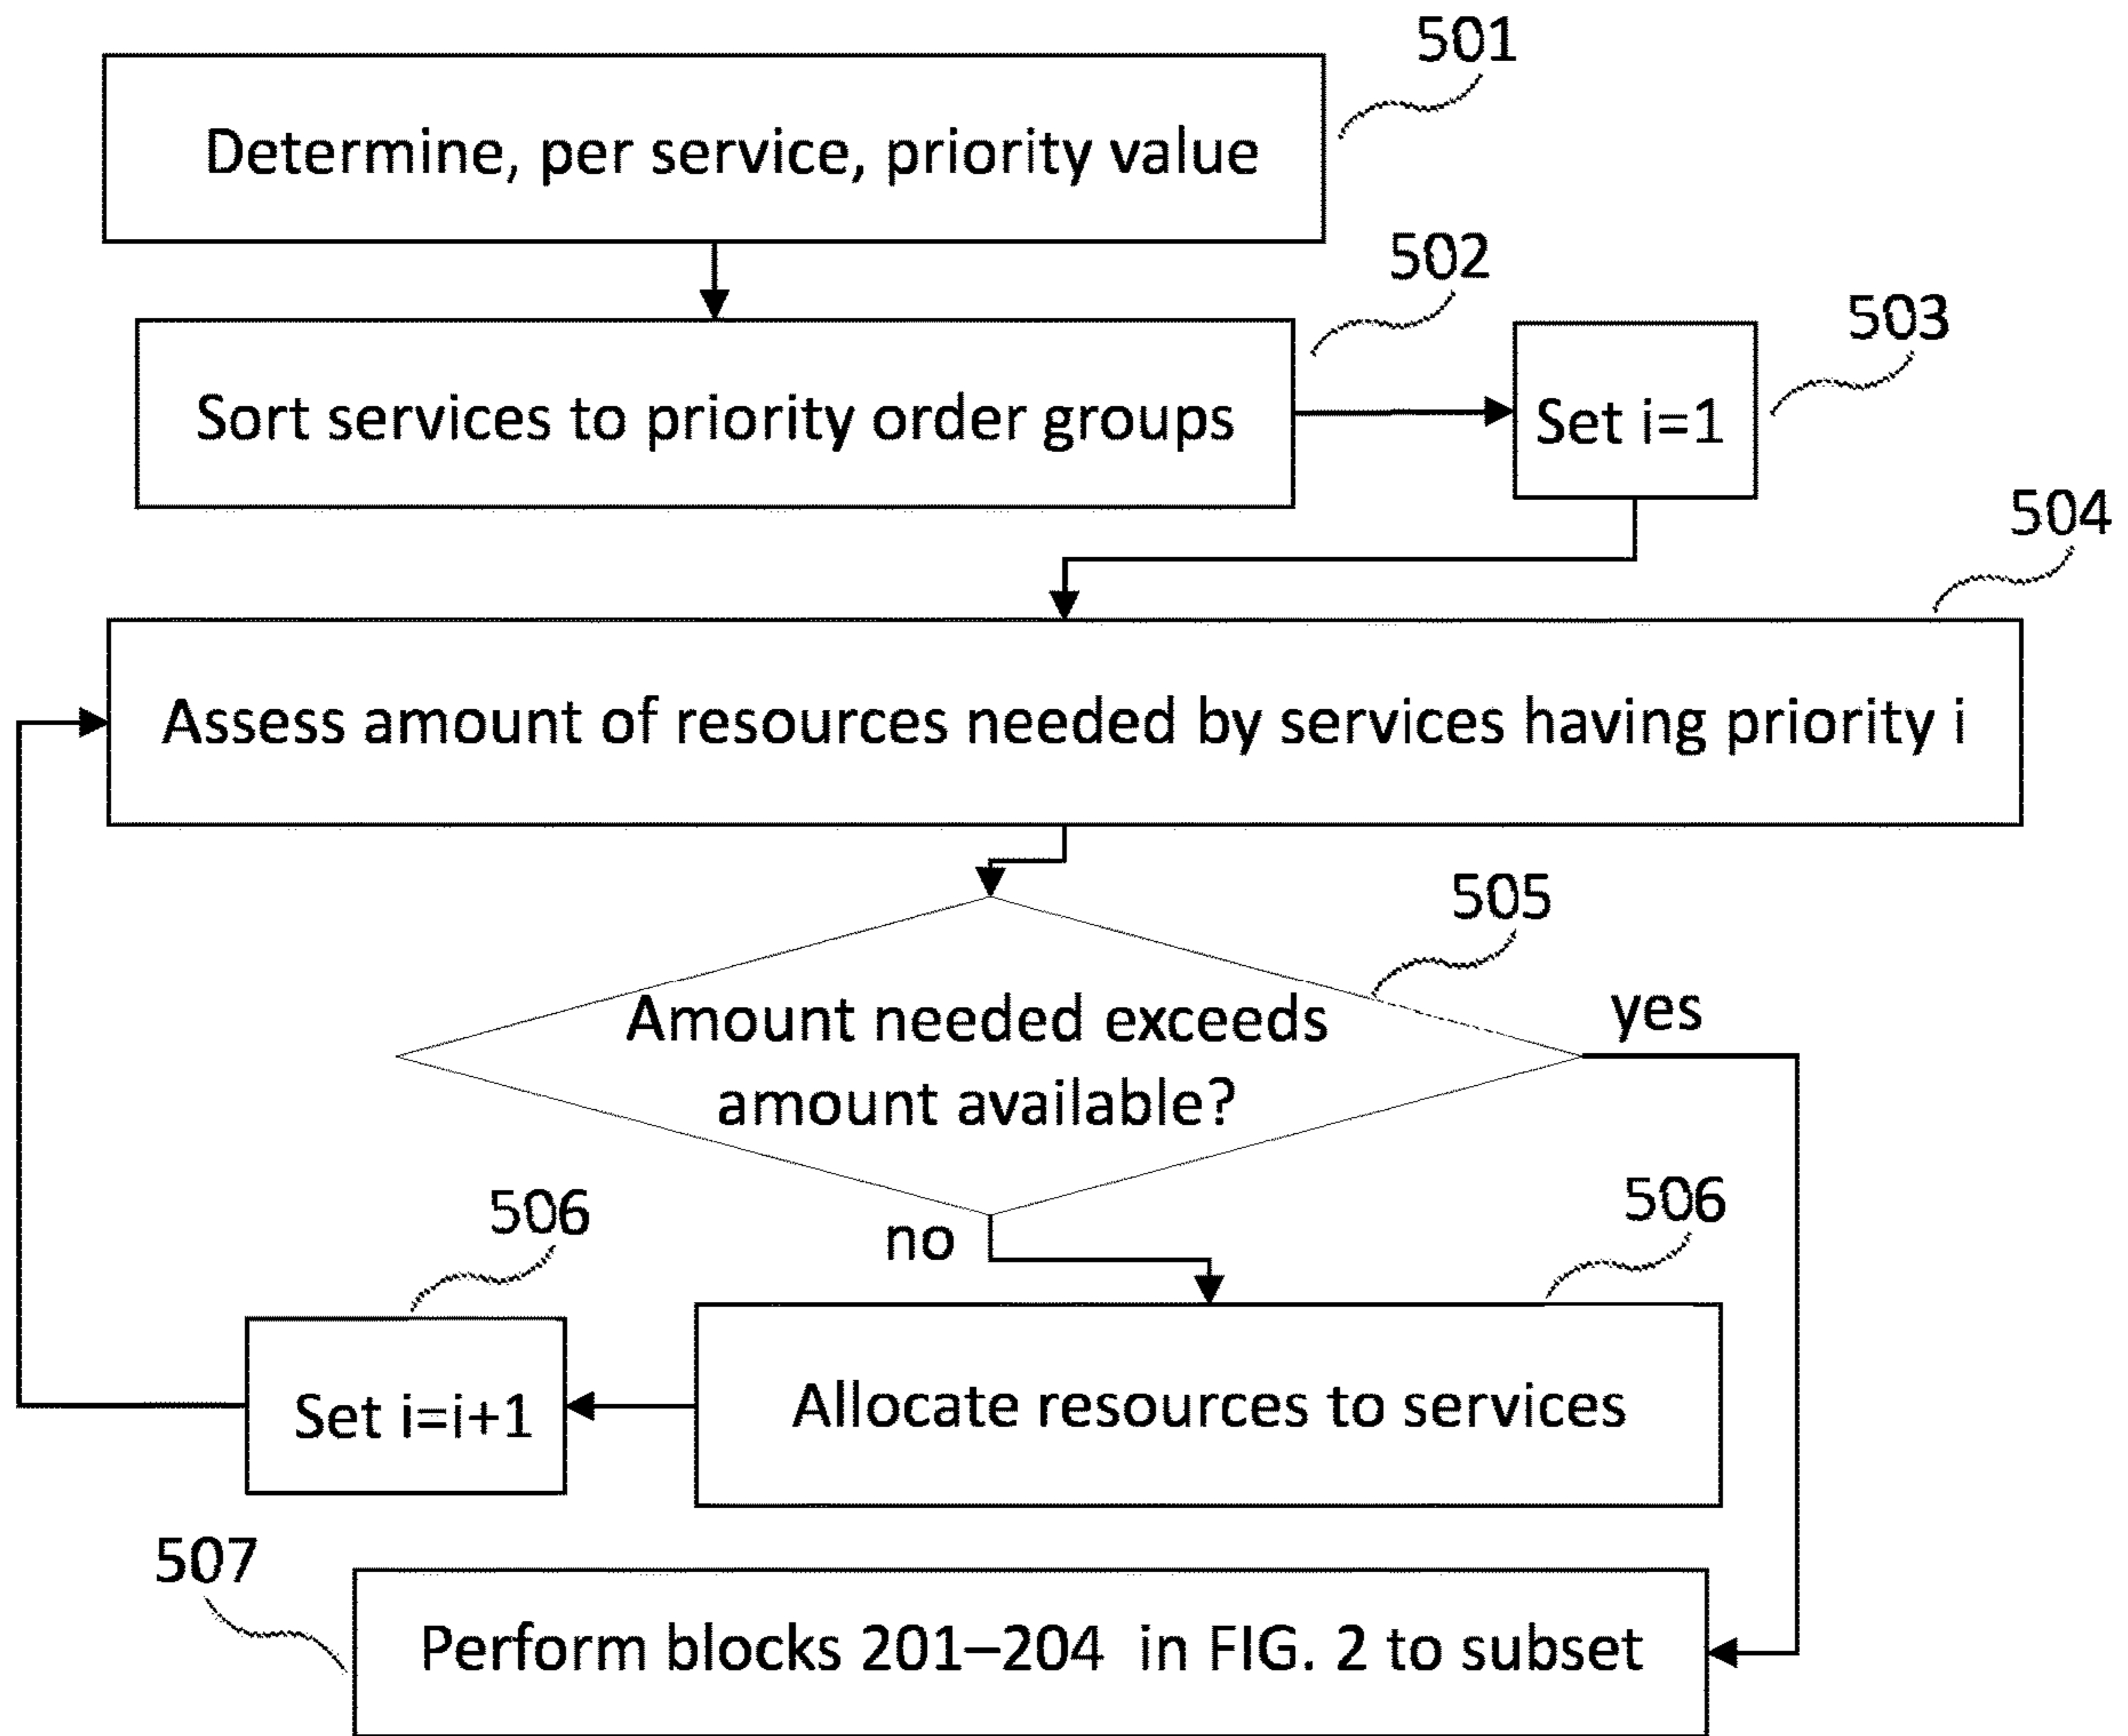 501
Determine, per service, priority value
502
503
Sort services to priority order groups
Set i=1
504
Assess amount of resources needed by services having priority i
505
Amount needed exceeds
amount available?
yes
no
506
506
Set i=i+1
Allocate resources to services
507
Perform blocks 201–204 in FIG. 2 to subset